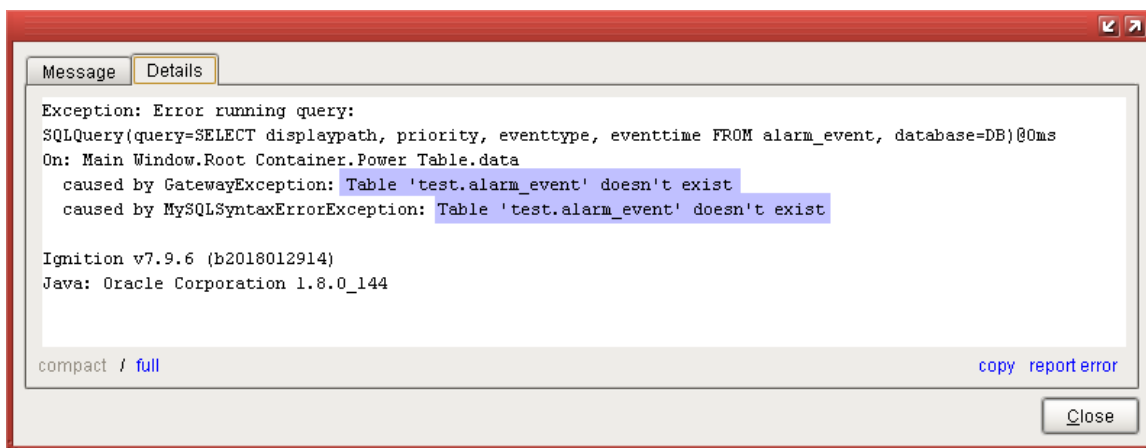 Message
Details
Exception: Error running query:
SQLQuery(query=SELECT displaypath, priority, eventtype, eventtime FROM alarm_event, database=DB)@0ms
On: Main Window.Root Container.Power Table.data
caused by GatewayException: Table 'test.alarm_event' doesn't exist
caused by MySQLSyntaxErrorException: Table 'test.alarm_event' doesn't exist
Ignition v7.9.6 (b2018012914)
Java: Oracle Corporation 1.8.0_144
compact / full
copy report error
Close